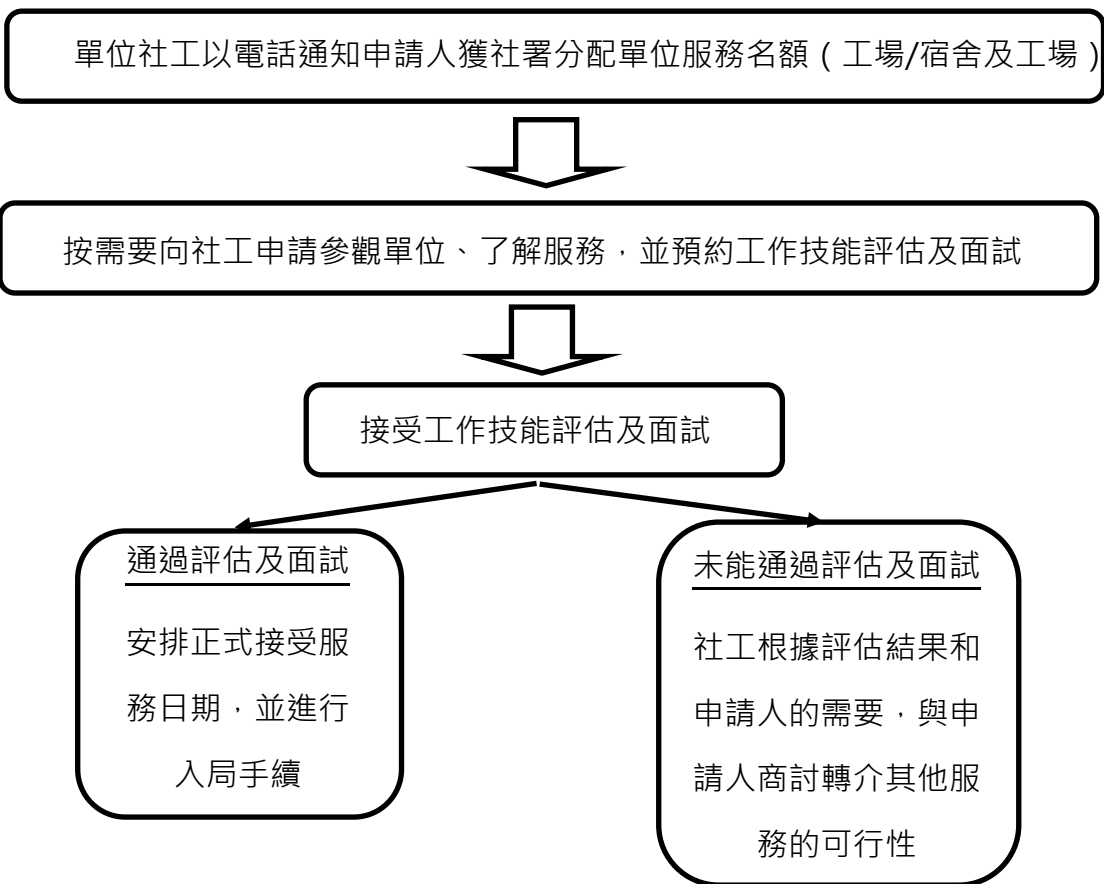 單位社工以電話通知申請人獲社署分配單位服務名額（工場/宿舍及工場）
按需要向社工申請參觀單位、了解服務，並預約工作技能評估及面試
接受工作技能評估及面試
通過評估及面試
安排正式接受服
務日期，並進行
入局手續
未能通過評估及面試
社工根據評估結果和
申請人的需要，與申
請人商討轉介其他服
務的可行性